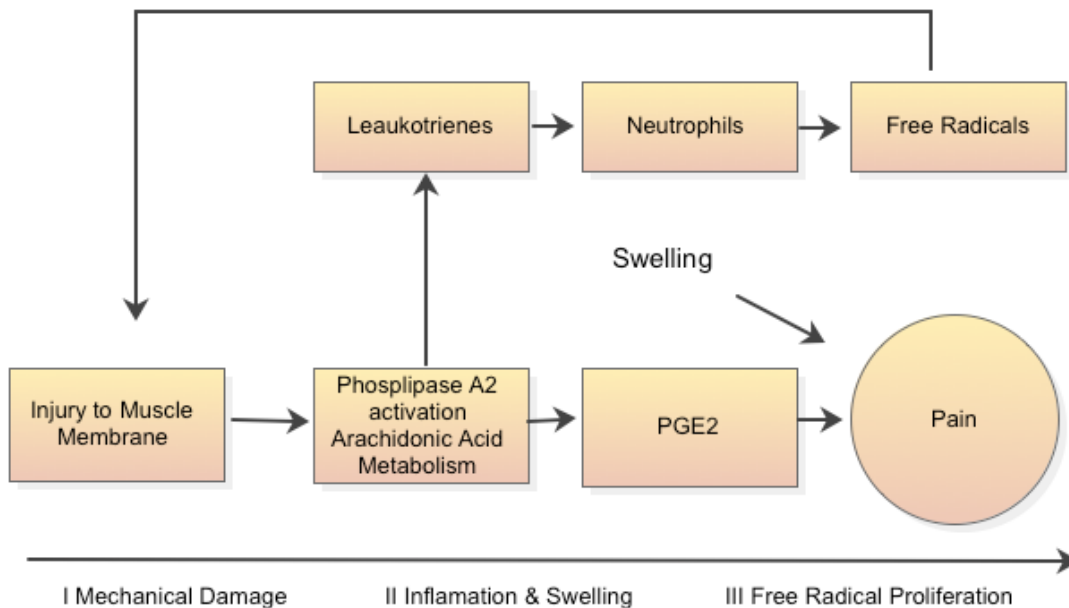 Leaukotrienes
Neutrophils
Free Radicals
Swelling
Injury to Muscle
Membrane
Phosplipase A2
activation
Arachidonic Acid
Metabolism
PGE2
Pain
I Mechanical Damage
II Inflamation & Swelling
III Free Radical Proliferation